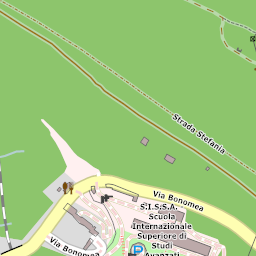 Strada Stefania
Via Bonomea
S.I.S.S.A.
Scuola
Internazionale
Superiore di
Studi
Avanzati
Via Bonomea
P